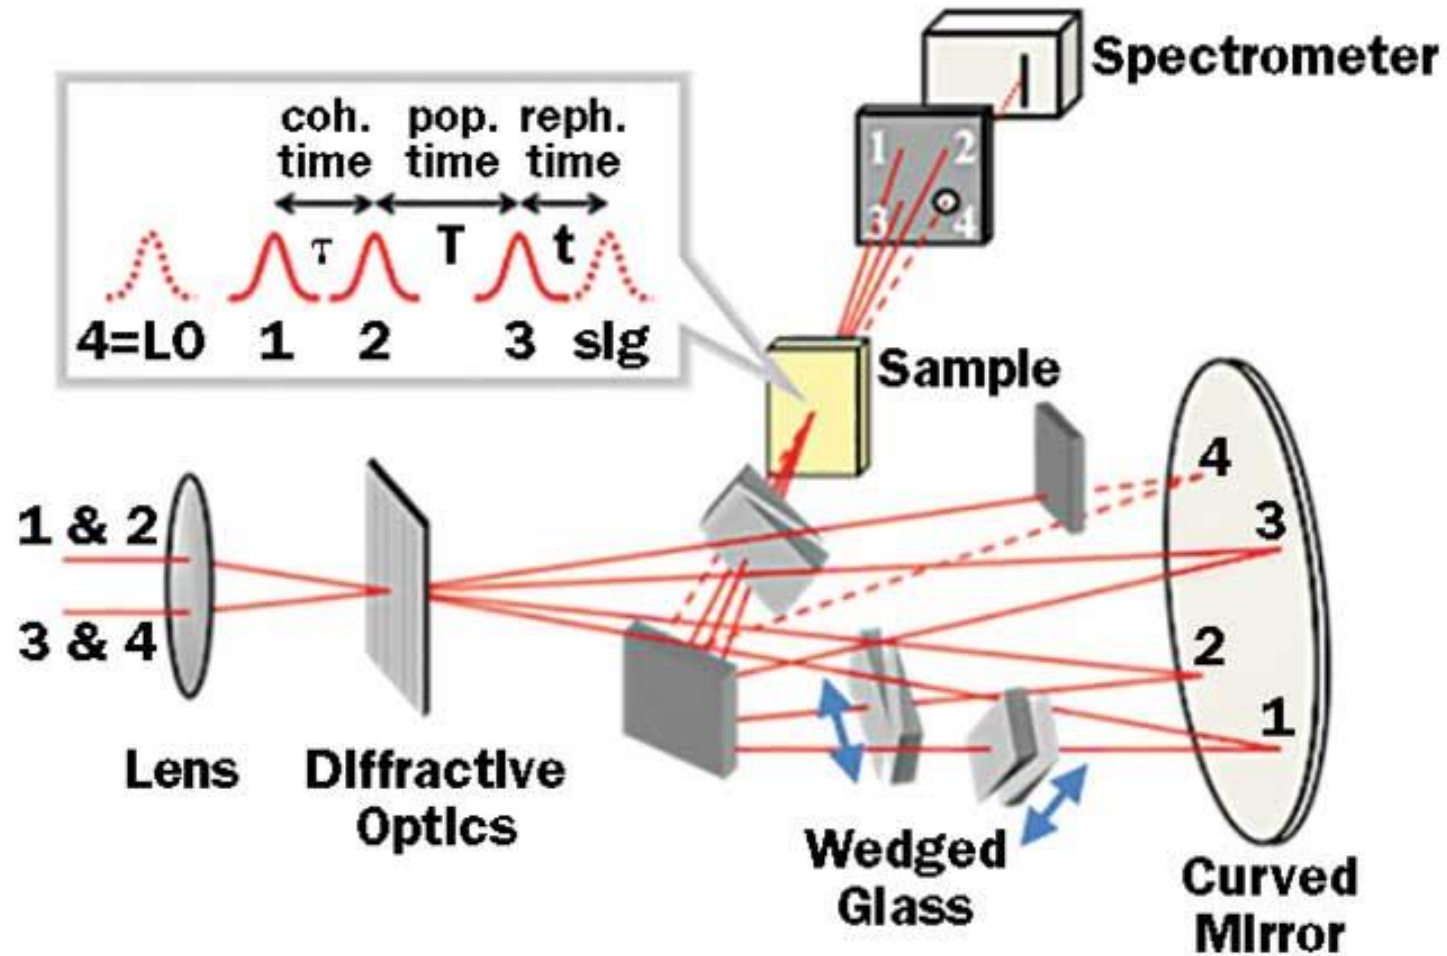 Spectrometer
coh. pop. reph.
time time time
τ T t
4=LO 1 2 3 sig
1 2
3 4
Sample
4
3
2
1
1 & 2
3 & 4
Lens
Diffractive
Optics
Wedged
Glass
Curved
Mirror